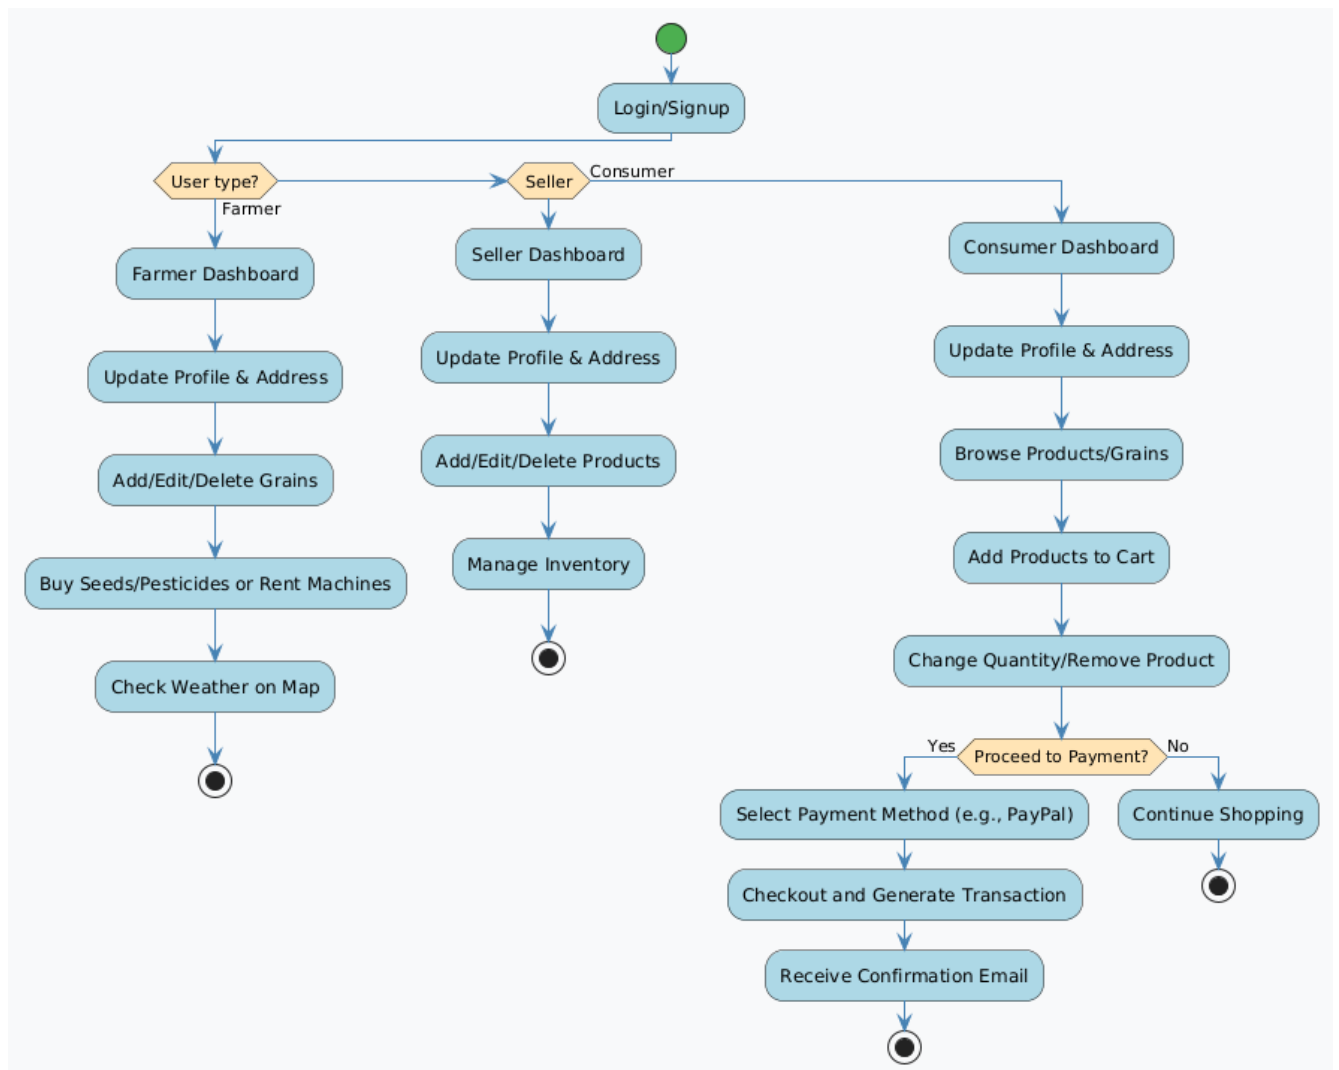 Login/Signup
User type?
Farmer
Seller
Consumer
Farmer Dashboard
Update Profile & Address
Add/Edit/Delete Grains
Buy Seeds/Pesticides or Rent Machines
Check Weather on Map
Seller Dashboard
Update Profile & Address
Add/Edit/Delete Products
Manage Inventory
Consumer Dashboard
Update Profile & Address
Browse Products/Grains
Add Products to Cart
Change Quantity/Remove Product
Proceed to Payment?
Yes
No
Select Payment Method (e.g., PayPal)
Checkout and Generate Transaction
Receive Confirmation Email
Continue Shopping